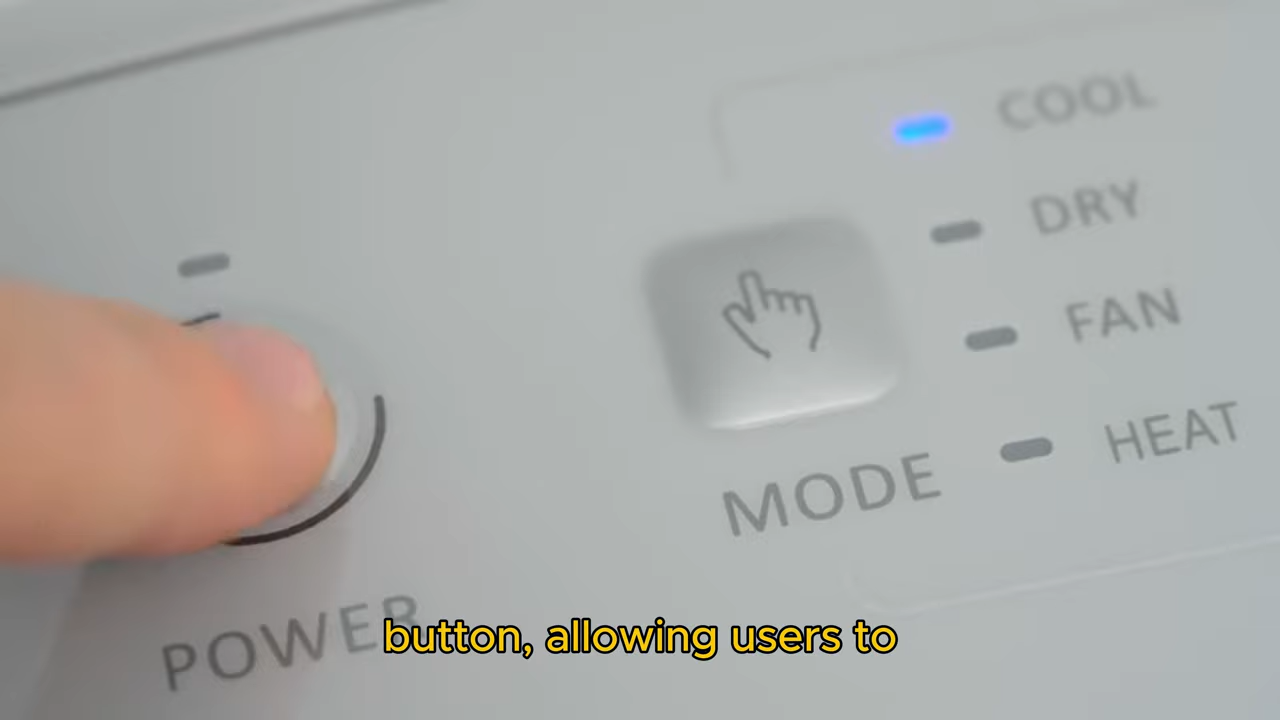 COOL
DRY
FAN
HEAT
MODE
POWER
button, allowing users to